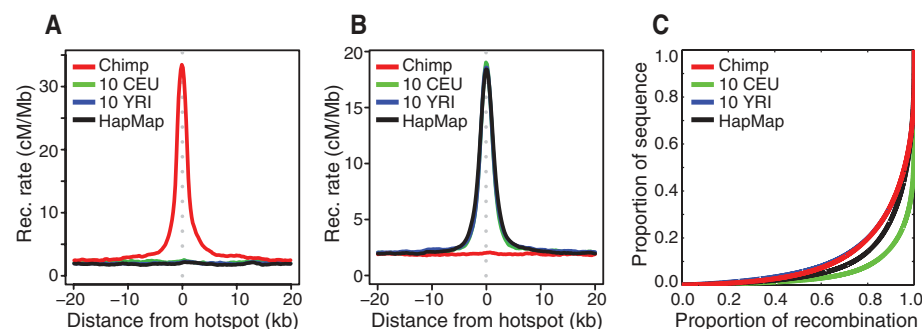 A
Rec. rate (cM/Mb)
30
20
10
0
Chimp
10 CEU
10 YRI
HapMap
−20 −10 0 10 20
Distance from hotspot (kb)
B
Rec. rate (cM/Mb)
20
15
10
5
0
Chimp
10 CEU
10 YRI
HapMap
−20 −10 0 10 20
Distance from hotspot (kb)
C
Proportion of sequence
1.0
0.8
0.6
0.4
0.2
0.0
Chimp
10 CEU
10 YRI
HapMap
0.0 0.2 0.4 0.6 0.8 1.0
Proportion of recombination